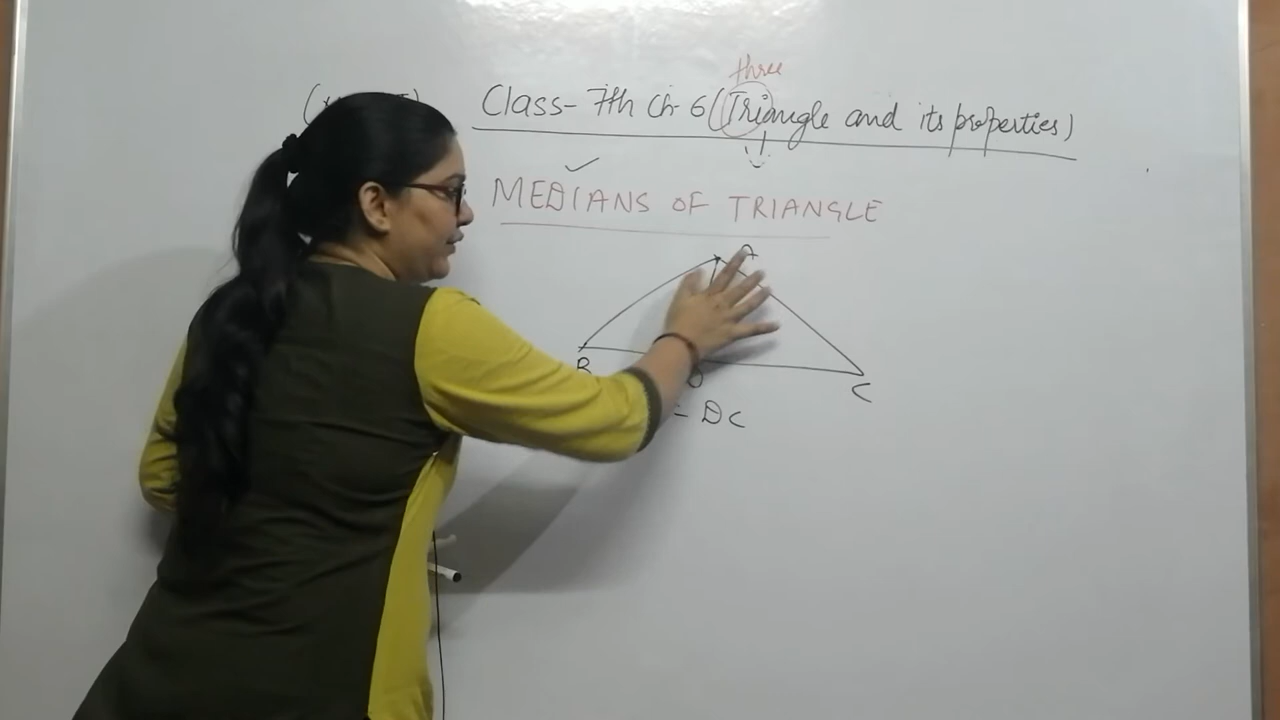 three
Class- 7th Ch- 6 (Triangle and its properties)
MEDIANS OF TRIANGLE
A
B
C
= DC